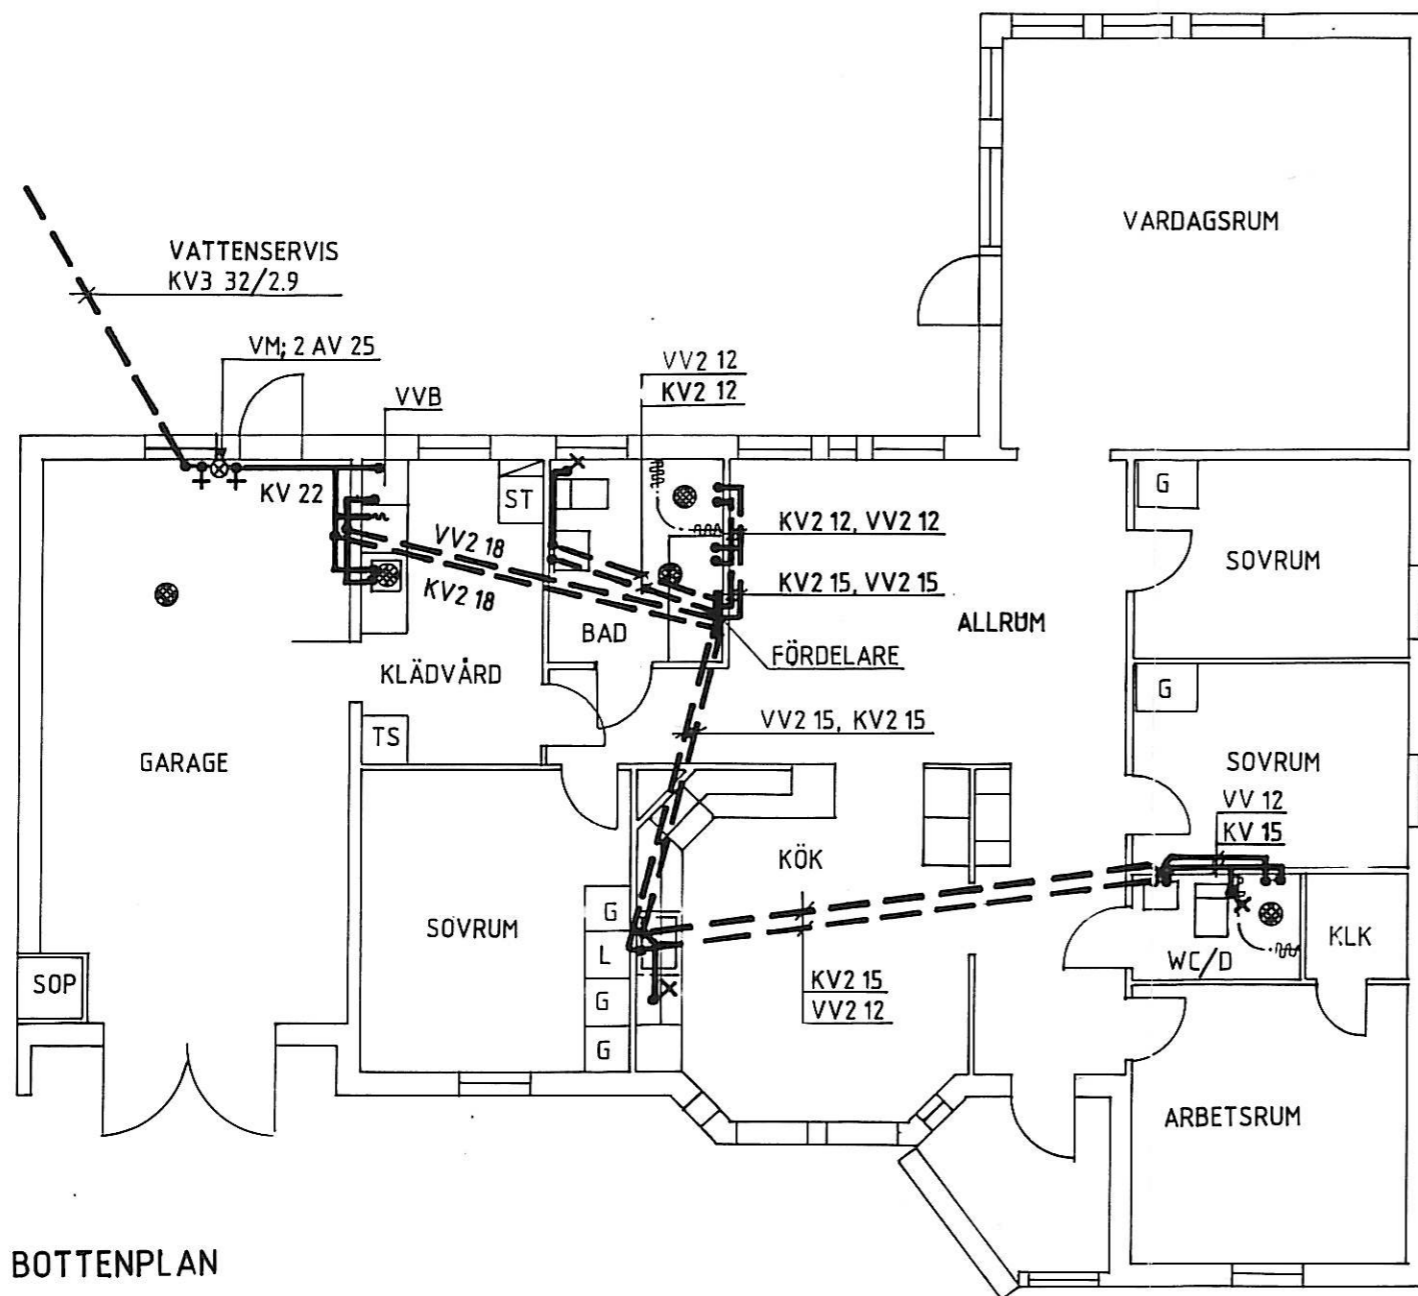 VARDAGSRUM
VATTENSERVIS
KV3 32/2.9
VM; 2 AV 25
VVB
VV2 12
KV2 12
KV 22
ST
G
VV2 18
KV2 18
KV2 12, VV2 12
KV2 15, VV2 15
SOVRUM
ALLRUM
BAD
FÖRDELARE
KLÄDVÅRD
G
VV2 15, KV2 15
TS
GARAGE
SOVRUM
VV 12
KV 15
KÖK
G
SOVRUM
L
G
G
KLK
WC/D
SOP
KV2 15
VV2 12
ARBETSRUM
BOTTENPLAN